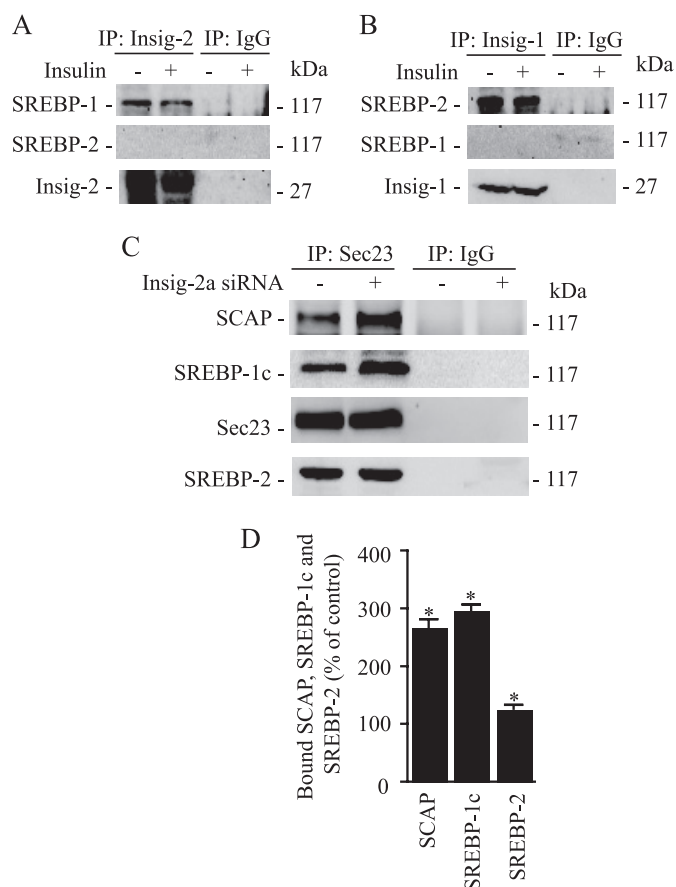 A
IP: Insig-2 IP: IgG
Insulin - + - + kDa
SREBP-1 - - 117
SREBP-2 - - 117
Insig-2 - - 27
B
IP: Insig-1 IP: IgG
Insulin - + - + kDa
SREBP-2 - - 117
SREBP-1 - - 117
Insig-1 - - 27
C
IP: Sec23 IP: IgG
Insig-2a siRNA - + - + kDa
SCAP - - 117
SREBP-1c - - 117
Sec23 - - 117
SREBP-2 - - 117
D
Bound SCAP, SREBP-1c and
SREBP-2 (% of control)
400
300
200
100
0
* * *
SCAP
SREBP-1c
SREBP-2